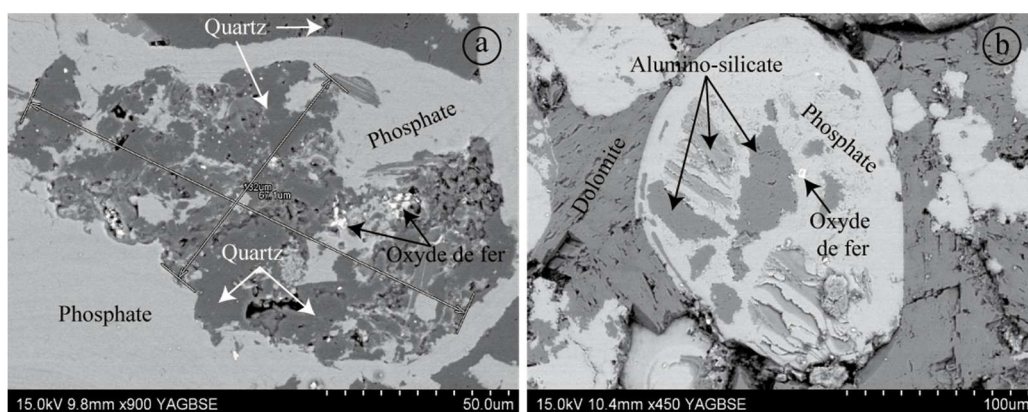 Quartz
a
Phosphate
132um
67.1um
Oxyde de fer
Quartz
Phosphate
15.0kV 9.8mm x900 YAGBSE 50.0um
b
Alumino-silicate
Phosphate
Dolomite
Oxyde
de fer
15.0kV 10.4mm x450 YAGBSE 100um